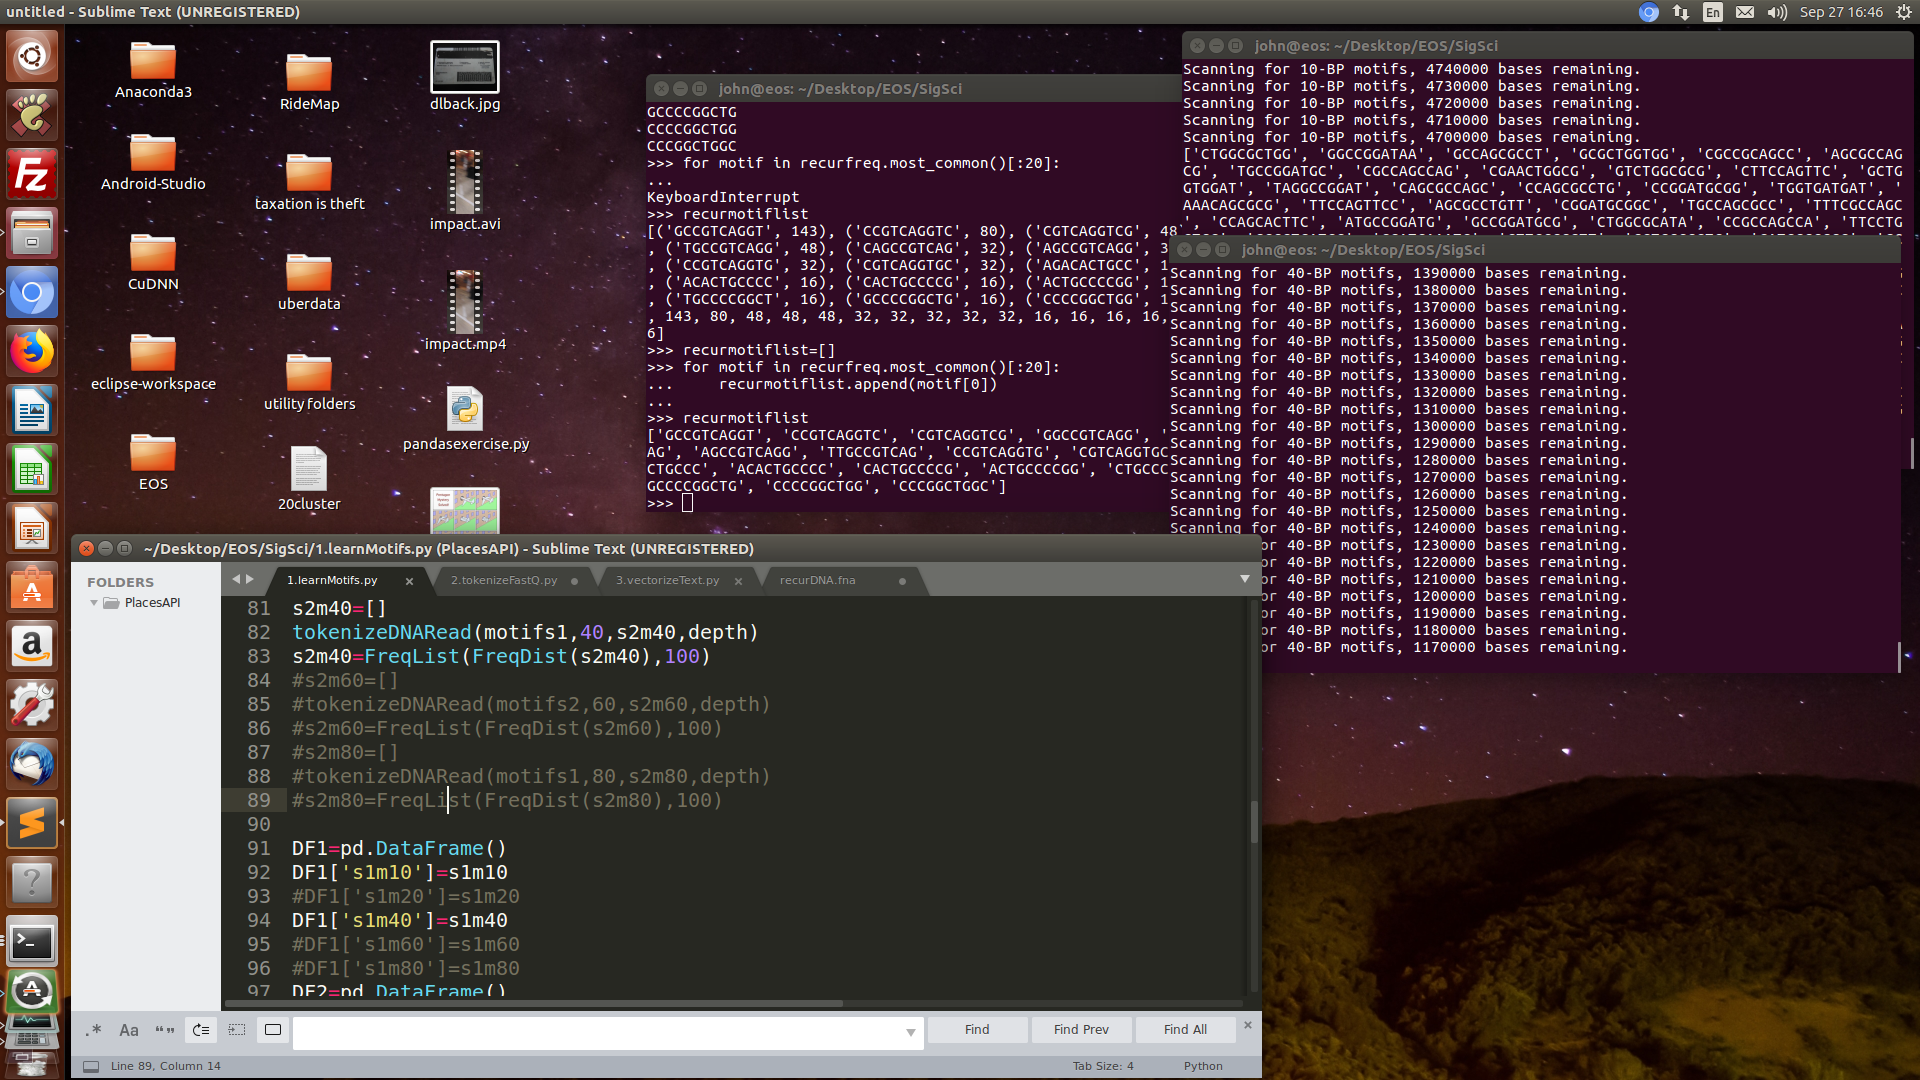 untitled - Sublime Text (UNREGISTERED)
En
Sep 27 16:46
Anaconda3
Android-Studio
CuDNN
eclipse-workspace
EOS
RideMap
taxation is theft
uberdata
utility folders
20cluster
dlback.jpg
impact.avi
impact.mp4
pandasexercise.py
john@eos: ~/Desktop/EOS/SigSci
GCCCCGGCTG
CCCCGGCTGG
CCCGGCTGGC
>>> for motif in recurfreq.most_common()[:20]:
...
KeyboardInterrupt
>>> recurmotiflist
[('GCCGTCAGGT', 143), ('CCGTCAGGTC', 80), ('CGTCAGGTCG', 48
, ('TGCCGTCAGG', 48), ('CAGCCGTCAG', 32), ('AGCCGTCAGG', 3
, ('CCGTCAGGTG', 32), ('CGTCAGGTGC', 32), ('AGACACTGCC', 1
, ('ACACTGCCCC', 16), ('CACTGCCCCG', 16), ('ACTGCCCCGG', 1
, ('TGCCCCGGCT', 16), ('GCCCCGGCTG', 16), ('CCCCGGCTGG', 1
, 143, 80, 48, 48, 48, 32, 32, 32, 32, 32, 16, 16, 16, 16,
6]
>>> recurmotiflist=[]
>>> for motif in recurfreq.most_common()[:20]:
...     recurmotiflist.append(motif[0])
...
>>> recurmotiflist
['GCCGTCAGGT', 'CCGTCAGGTC', 'CGTCAGGTCG', 'GGCCGTCAGG', '
AG', 'AGCCGTCAGG', 'TTGCCGTCAG', 'CCGTCAGGTG', 'CGTCAGGTGC
CTGCCC', 'ACACTGCCCC', 'CACTGCCCCG', 'ACTGCCCCGG', 'CTGCCC
GCCCCGGCTG', 'CCCCGGCTGG', 'CCCGGCTGGC']
>>>
john@eos: ~/Desktop/EOS/SigSci
Scanning for 10-BP motifs, 4740000 bases remaining.
Scanning for 10-BP motifs, 4730000 bases remaining.
Scanning for 10-BP motifs, 4720000 bases remaining.
Scanning for 10-BP motifs, 4710000 bases remaining.
Scanning for 10-BP motifs, 4700000 bases remaining.
['CTGGCGCTGG', 'GGCCGGATAA', 'GCCAGCGCCT', 'GCGCTGGTGG', 'CGCCGCAGCC', 'AGCGCCAG
CG', 'TGCCGGATGC', 'CGCCAGCCAG', 'CGAACTGGCG', 'GTCTGGCGCG', 'CTTCCAGTTC', 'GCTG
GTGGAT', 'TAGGCCGGAT', 'CAGCGCCAGC', 'CCAGCGCCTG', 'CCGGATGCGG', 'TGGTGATGAT', '
AAACAGCGCG', 'TTCCAGTTCC', 'AGCGCCTGTT', 'CGGATGCGGC', 'TGCCAGCGCC', 'TTTCGCCAGC
', 'CCAGCACTTC', 'ATGCCGGATG', 'GCCGGATGCG', 'CTGGCGGATA', 'CCGCCAGCCA', 'TTCCTG
john@eos: ~/Desktop/EOS/SigSci
Scanning for 40-BP motifs, 1390000 bases remaining.
Scanning for 40-BP motifs, 1380000 bases remaining.
Scanning for 40-BP motifs, 1370000 bases remaining.
Scanning for 40-BP motifs, 1360000 bases remaining.
Scanning for 40-BP motifs, 1350000 bases remaining.
Scanning for 40-BP motifs, 1340000 bases remaining.
Scanning for 40-BP motifs, 1330000 bases remaining.
Scanning for 40-BP motifs, 1320000 bases remaining.
Scanning for 40-BP motifs, 1310000 bases remaining.
Scanning for 40-BP motifs, 1300000 bases remaining.
Scanning for 40-BP motifs, 1290000 bases remaining.
Scanning for 40-BP motifs, 1280000 bases remaining.
Scanning for 40-BP motifs, 1270000 bases remaining.
Scanning for 40-BP motifs, 1260000 bases remaining.
Scanning for 40-BP motifs, 1250000 bases remaining.
Scanning for 40-BP motifs, 1240000 bases remaining.
or 40-BP motifs, 1230000 bases remaining.
or 40-BP motifs, 1220000 bases remaining.
or 40-BP motifs, 1210000 bases remaining.
or 40-BP motifs, 1200000 bases remaining.
or 40-BP motifs, 1190000 bases remaining.
or 40-BP motifs, 1180000 bases remaining.
or 40-BP motifs, 1170000 bases remaining.
~/Desktop/EOS/SigSci/1.learnMotifs.py (PlacesAPI) - Sublime Text (UNREGISTERED)
FOLDERS
PlacesAPI
1.learnMotifs.py
2.tokenizeFastQ.py
3.vectorizeText.py
recurDNA.fna
81 s2m40=[]
82 tokenizeDNARead(motifs1,40,s2m40,depth)
83 s2m40=FreqList(FreqDist(s2m40),100)
84 #s2m60=[]
85 #tokenizeDNARead(motifs2,60,s2m60,depth)
86 #s2m60=FreqList(FreqDist(s2m60),100)
87 #s2m80=[]
88 #tokenizeDNARead(motifs1,80,s2m80,depth)
89 #s2m80=FreqList(FreqDist(s2m80),100)
90
91 DF1=pd.DataFrame()
92 DF1['s1m10']=s1m10
93 #DF1['s1m20']=s1m20
94 DF1['s1m40']=s1m40
95 #DF1['s1m60']=s1m60
96 #DF1['s1m80']=s1m80
97 DF2=pd.DataFrame()
.* Aa “”
Find
Find Prev
Find All
Line 89, Column 14
Tab Size: 4
Python